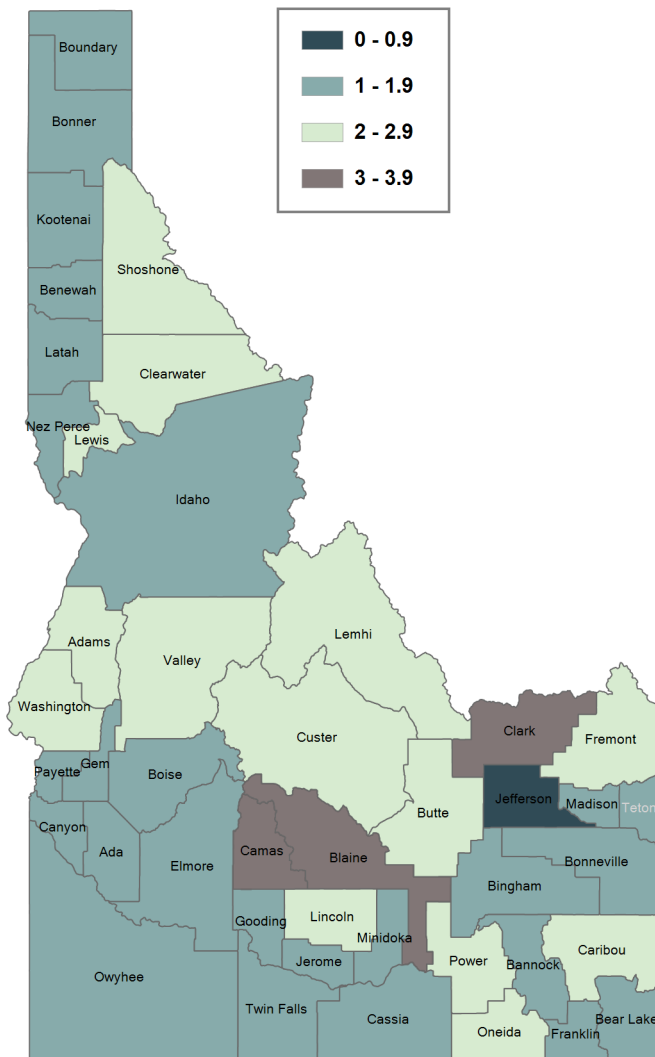 0 - 0.9
1 - 1.9
2 - 2.9
3 - 3.9
Boundary
Bonner
Kootenai
Shoshone
Benewah
Latah
Clearwater
Nez Perce
Lewis
Idaho
Lemhi
Adams
Valley
Washington
Custer
Clark
Fremont
Gem
Payette
Boise
Butte
Jefferson
Madison
Teton
Canyon
Ada
Camas
Blaine
Elmore
Bonneville
Bingham
Gooding
Lincoln
Minidoka
Caribou
Jerome
Power
Bannock
Owyhee
Twin Falls
Cassia
Oneida
Franklin
Bear Lake